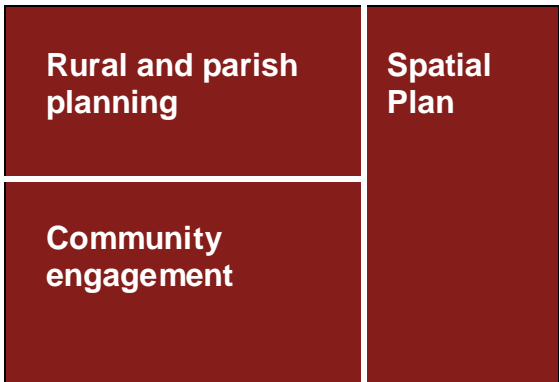 Rural and parish
planning
Spatial
Plan
Community
engagement